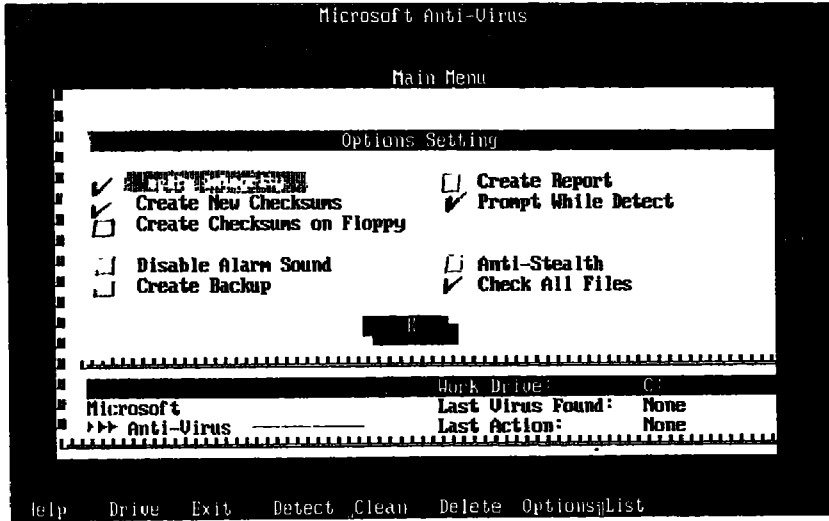 Microsoft Anti-Virus
Main Menu
Options Setting
Create New Checksums
Create Checksums on Floppy
Disable Alarm Sound
Create Backup
Create Report
Prompt While Detect
Anti-Stealth
Check All Files
Work Drive: C:
Microsoft Last Virus Found: None
Anti-Virus Last Action: None
Help Drive Exit Detect Clean Delete Options List